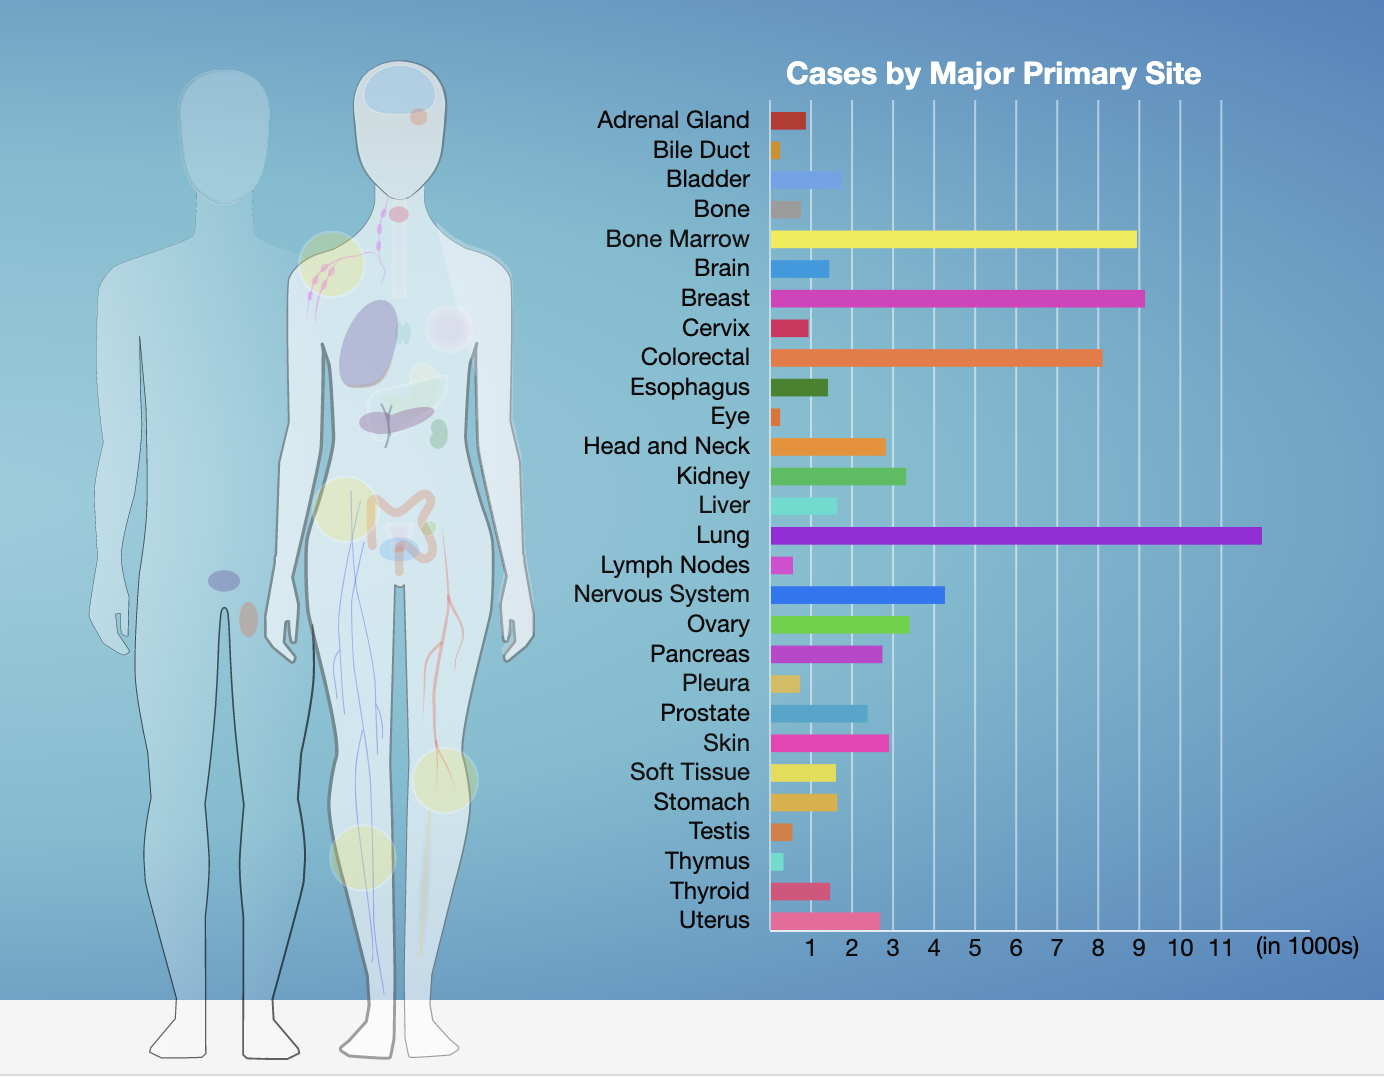 Cases by Major Primary Site
Adrenal Gland
Bile Duct
Bladder
Bone
Bone Marrow
Brain
Breast
Cervix
Colorectal
Esophagus
Eye
Head and Neck
Kidney
Liver
Lung
Lymph Nodes
Nervous System
Ovary
Pancreas
Pleura
Prostate
Skin
Soft Tissue
Stomach
Testis
Thymus
Thyroid
Uterus
1 2 3 4 5 6 7 8 9 10 11 (in 1000s)